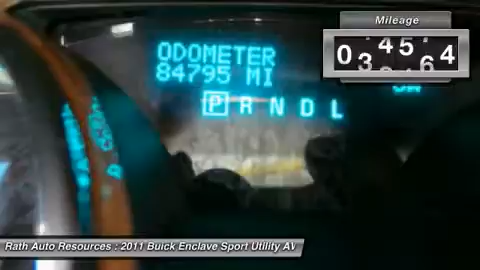 Mileage
ODOMETER
84795 MI
P R N D L
Rath Auto Resources : 2011 Buick Enclave Sport Utility AV